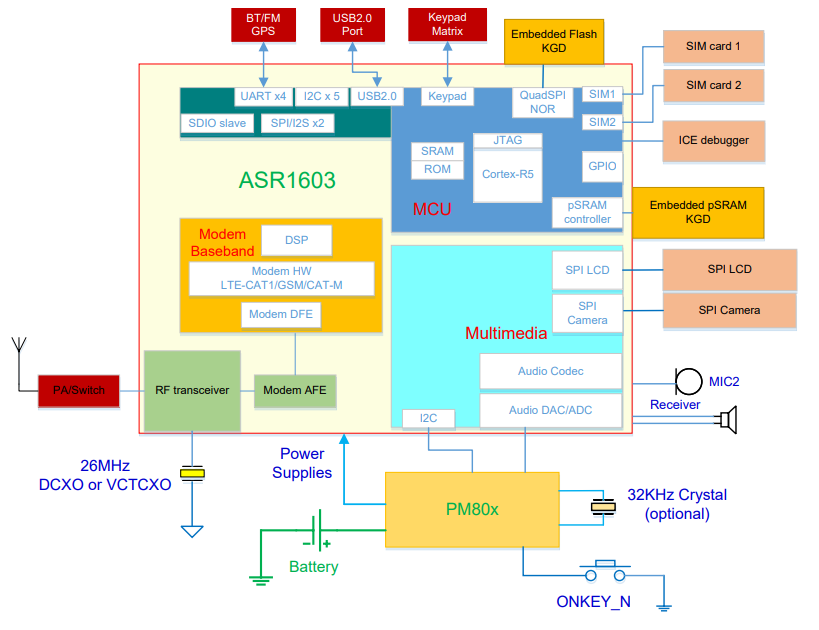 BT/FM
GPS
USB2.0
Port
Keypad
Matrix
Embedded Flash
KGD
SIM card 1
SIM card 2
ICE debugger
Embedded pSRAM
KGD
SPI LCD
SPI Camera
UART x4
I2C x 5
USB2.0
Keypad
QuadSPI
NOR
SIM1
SIM2
SDIO slave
SPI/I2S x2
JTAG
SRAM
ROM
Cortex-R5
GPIO
pSRAM
controller
ASR1603
MCU
Modem
Baseband
DSP
Modem HW
LTE-CAT1/GSM/CAT-M
Modem DFE
SPI LCD
SPI
Camera
Multimedia
Audio Codec
Audio DAC/ADC
I2C
PA/Switch
RF transceiver
Modem AFE
MIC2
Receiver
26MHz
DCXO or VCTCXO
Power
Supplies
PM80x
32KHz Crystal
(optional)
Battery
ONKEY_N